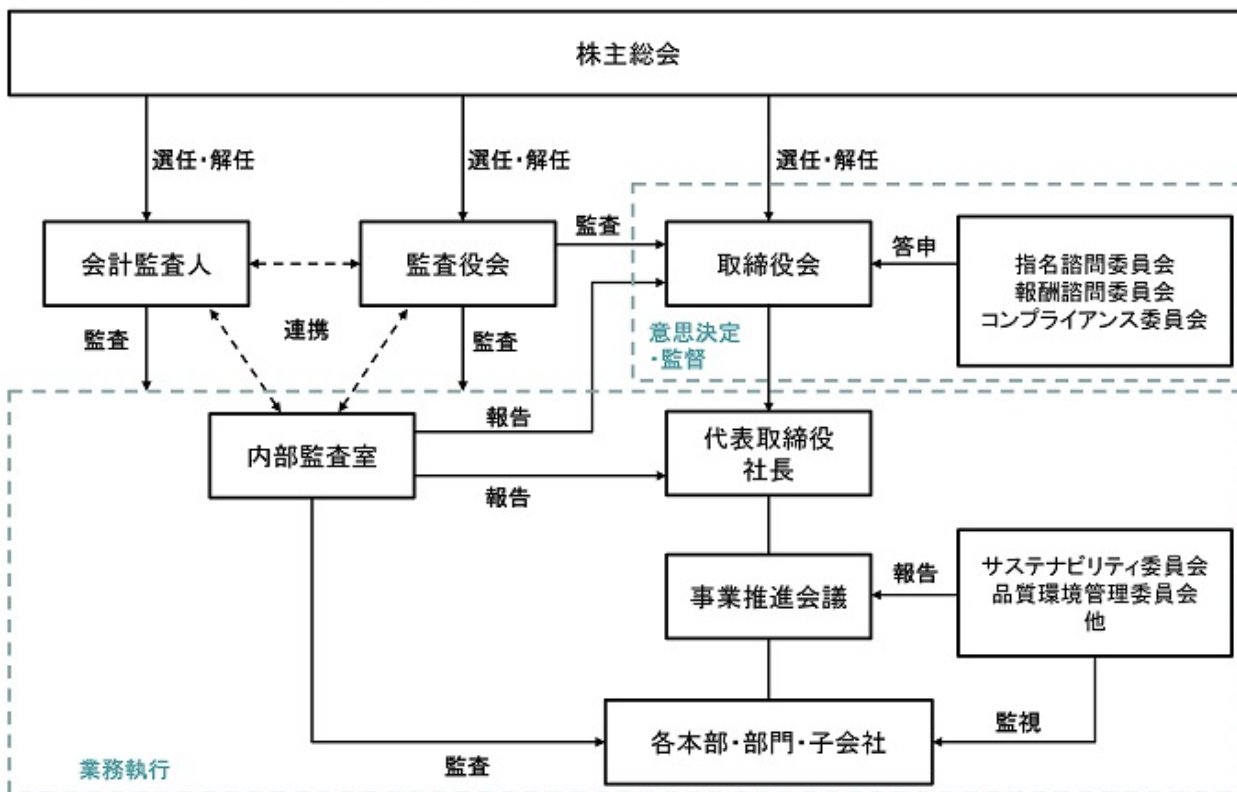 株主総会
選任・解任
選任・解任
選任・解任
会計監査人
監査役会
監査
取締役会
答申
指名諮問委員会
報酬諮問委員会
コンプライアンス委員会
監査
連携
監査
意思決定
・監督
内部監査室
報告
報告
代表取締役
社長
事業推進会議
報告
サステナビリティ委員会
品質環境管理委員会
他
各本部・部門・子会社
監視
監査
業務執行